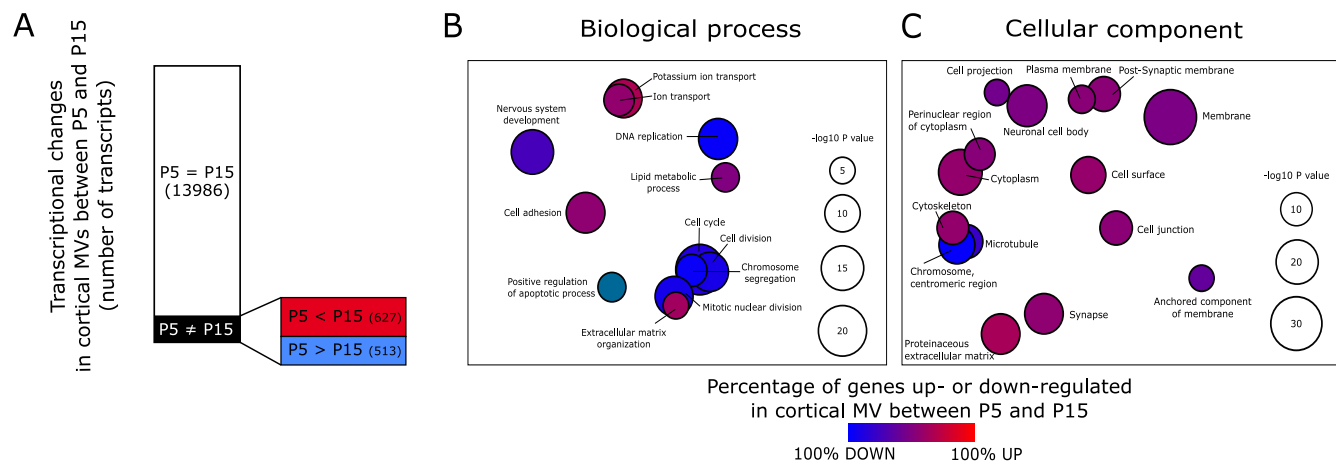 A
Transcriptional changes
in cortical MVs between P5 and P15
(number of transcripts)
P5 = P15
(13986)
P5 ≠ P15
P5 < P15 (627)
P5 > P15 (513)
B
Biological process
Potassium ion transport
Ion transport
Nervous system
development
DNA replication
Lipid metabolic
process
Cell adhesion
Cell cycle
Cell division
Chromosome
segregation
Positive regulation
of apoptotic process
Mitotic nuclear division
Extracellular matrix
organization
-log10 P value
5
10
15
20
C
Cellular component
Cell projection
Plasma membrane
Post-Synaptic membrane
Neuronal cell body
Membrane
Perinuclear region
of cytoplasm
Cytoplasm
Cell surface
Cytoskeleton
Microtubule
Cell junction
Chromosome,
centromeric region
Anchored component
of membrane
Synapse
Proteinaceous
extracellular matrix
-log10 P value
10
20
30
Percentage of genes up- or down-regulated
in cortical MV between P5 and P15
100% DOWN
100% UP